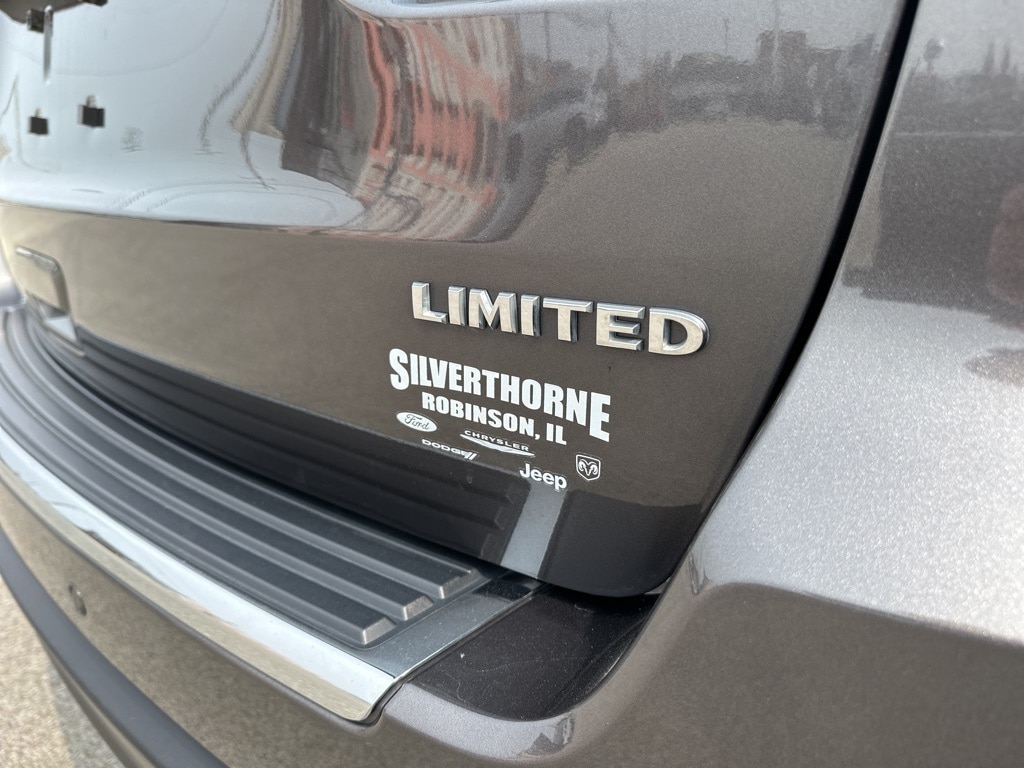 LIMITED
SILVERTHORNE
ROBINSON, IL
Ford
CHRYSLER
DODGE
Jeep